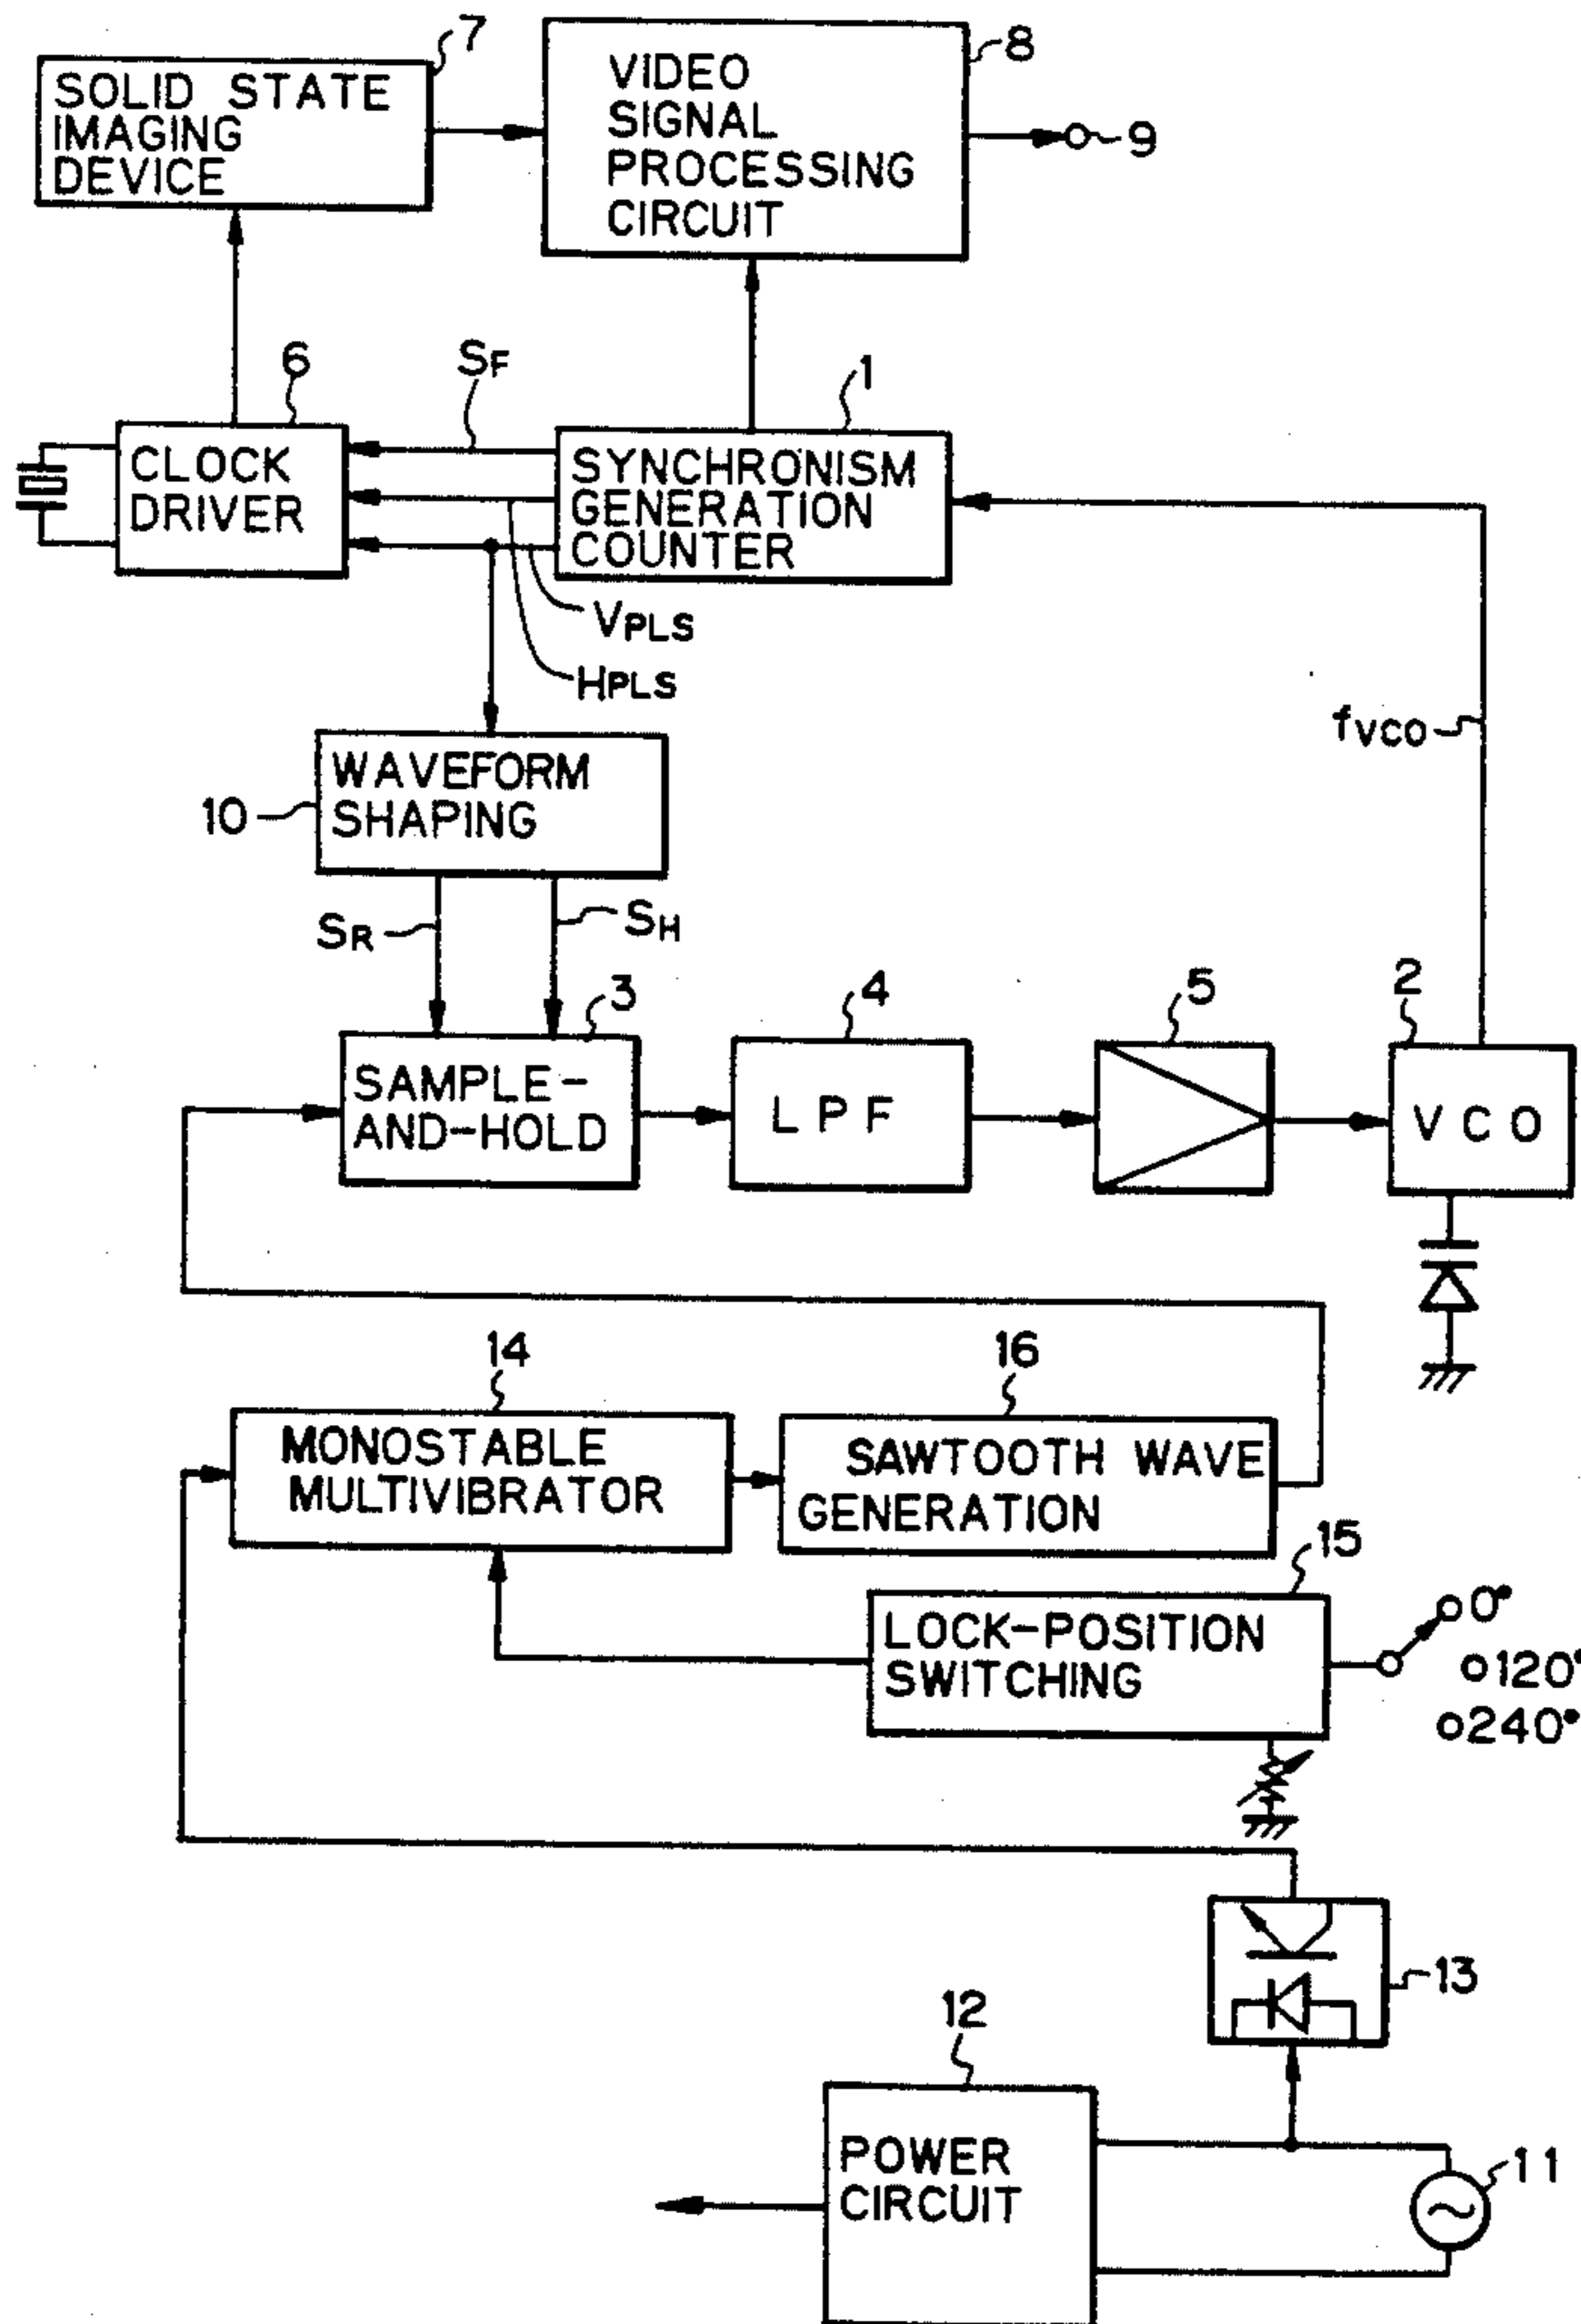 7
8
SOLID STATE
IMAGING
DEVICE
VIDEO
SIGNAL
PROCESSING
CIRCUIT
9
6
SF
1
CLOCK
DRIVER
SYNCHRONISM
GENERATION
COUNTER
VPLS
HPLS
fVCO
WAVEFORM
SHAPING
10
SR
SH
3
4
5
2
SAMPLE-
AND-HOLD
LPF
VCO
14
16
MONOSTABLE
MULTIVIBRATOR
SAWTOOTH WAVE
GENERATION
15
LOCK-POSITION
SWITCHING
0°
120°
240°
13
12
POWER
CIRCUIT
11